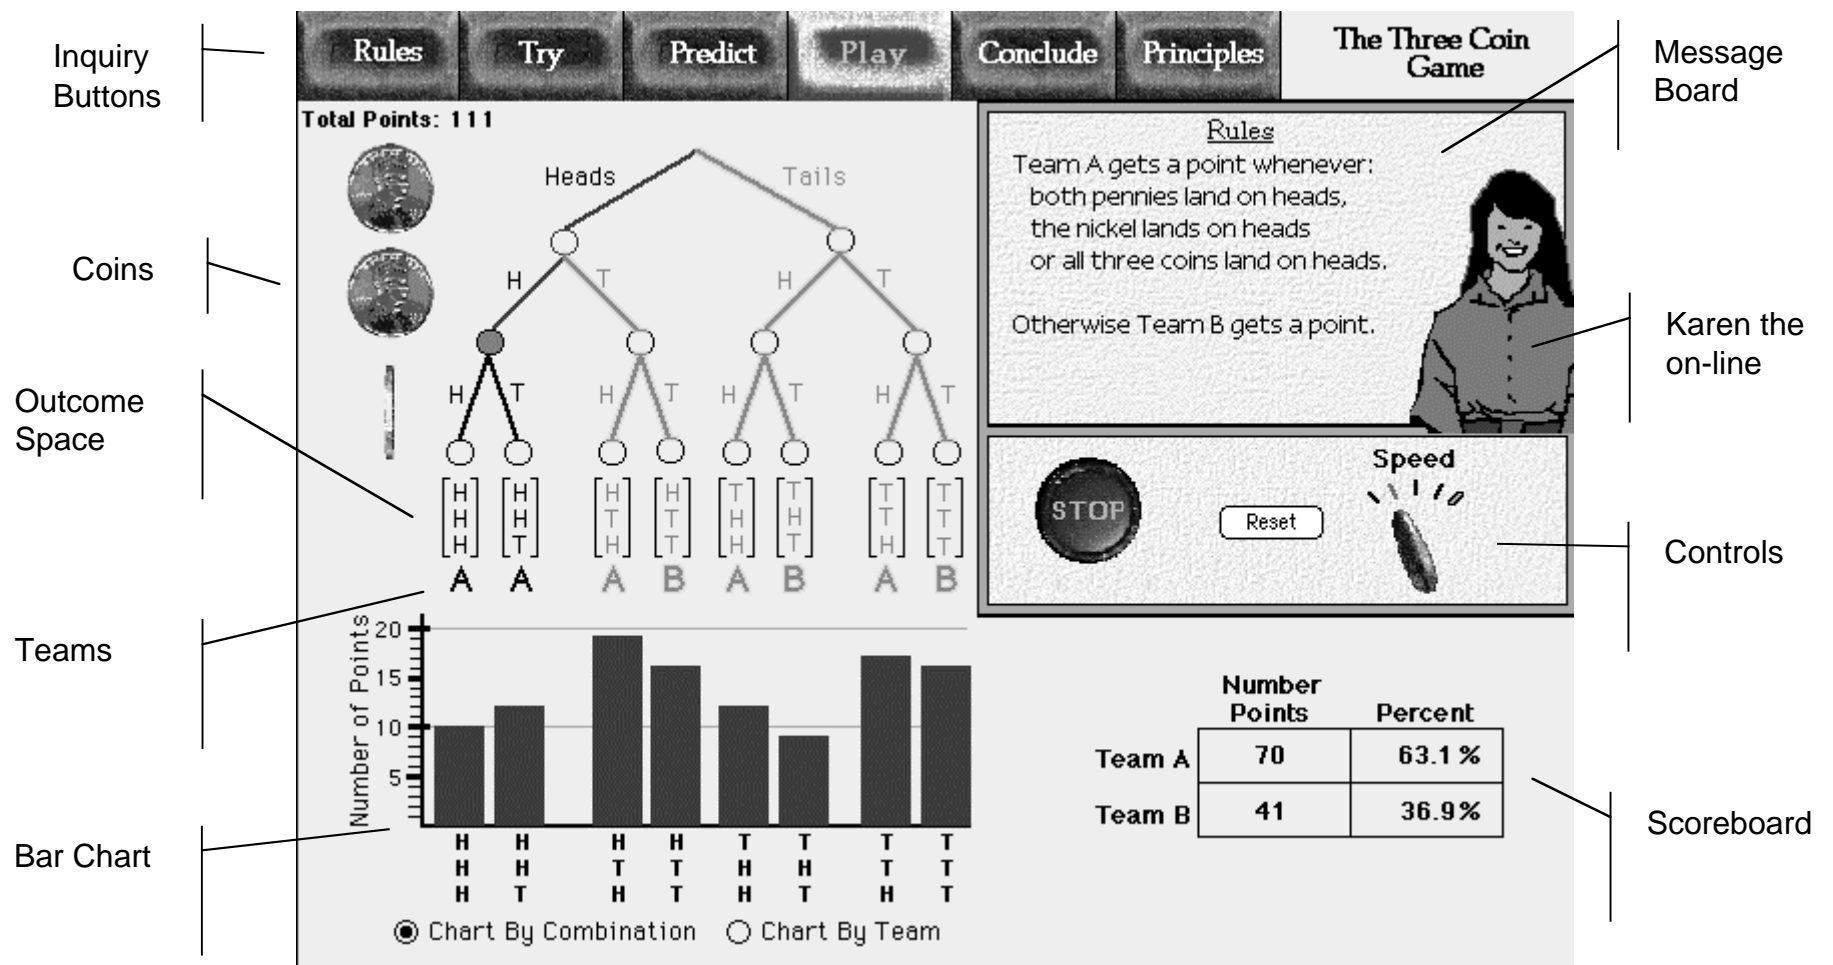 Inquiry
Buttons
Rules
Try
Predict
Play
Conclude
Principles
The Three Coin
Game
Message
Board
Total Points: 111
Heads
Tails
H
T
H
T
H
T
H
T
H
T
H
T
Rules
Team A gets a point whenever:
both pennies land on heads,
the nickel lands on heads
or all three coins land on heads.
Otherwise Team B gets a point.
Coins
Karen the
on-line
Outcome
Space
H H H H T T T T
H H T T H H T T
H T H T H T H T
A A A B A B A B
STOP
Reset
Speed
Controls
Teams
Number of Points
20
15
10
5
H H H H T T T T
H H T T H H T T
H T H T H T H T
Bar Chart
Chart By Combination
Chart By Team
Number
Points
Percent
Team A 70 63.1%
Team B 41 36.9%
Scoreboard